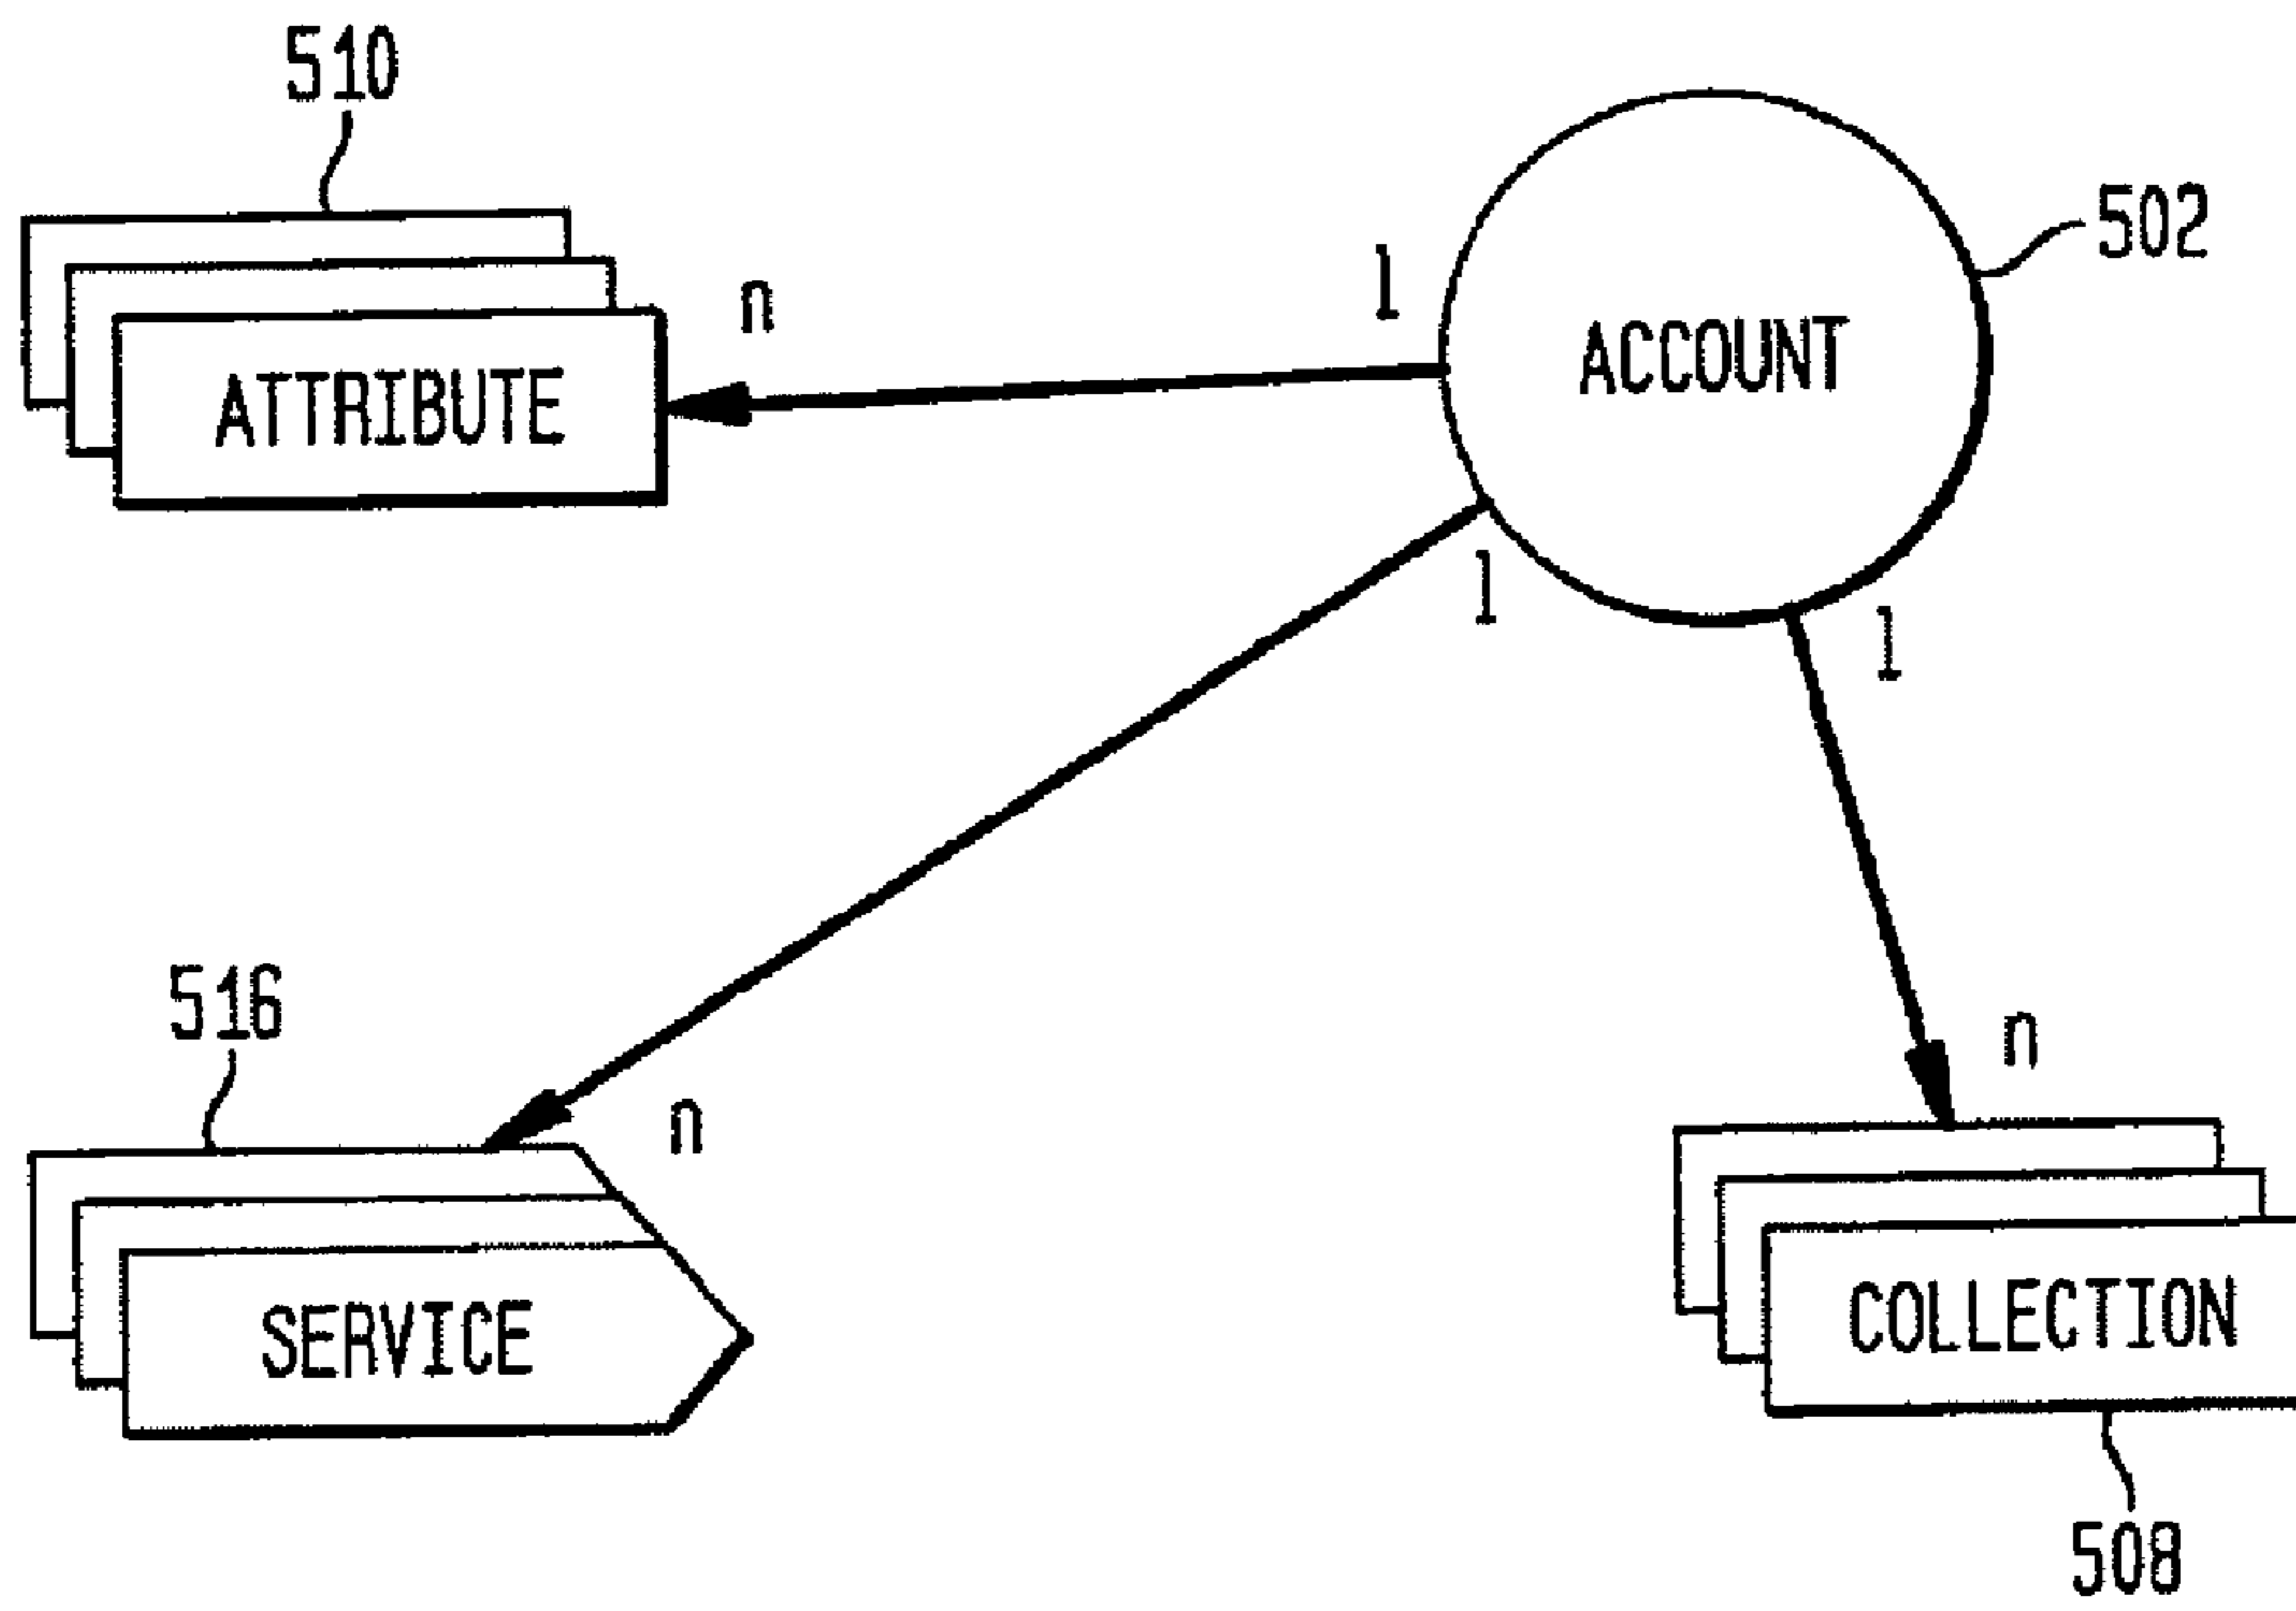 510
502
n
1
ACCOUNT
ATTRIBUTE
1
1
516
n
n
SERVICE
COLLECTION
508